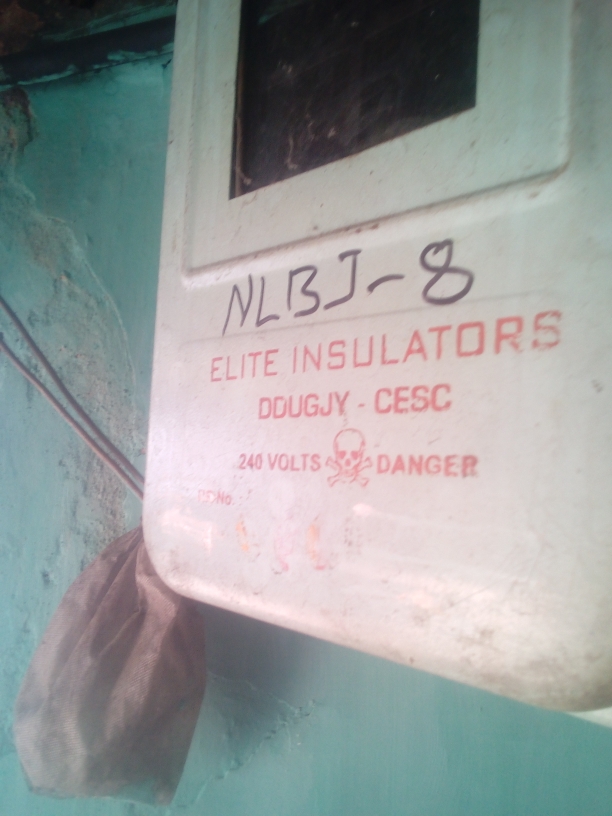 NLBJ-8
ELITE INSULATORS
DDUGJY - CESC
240 VOLTS DANGER